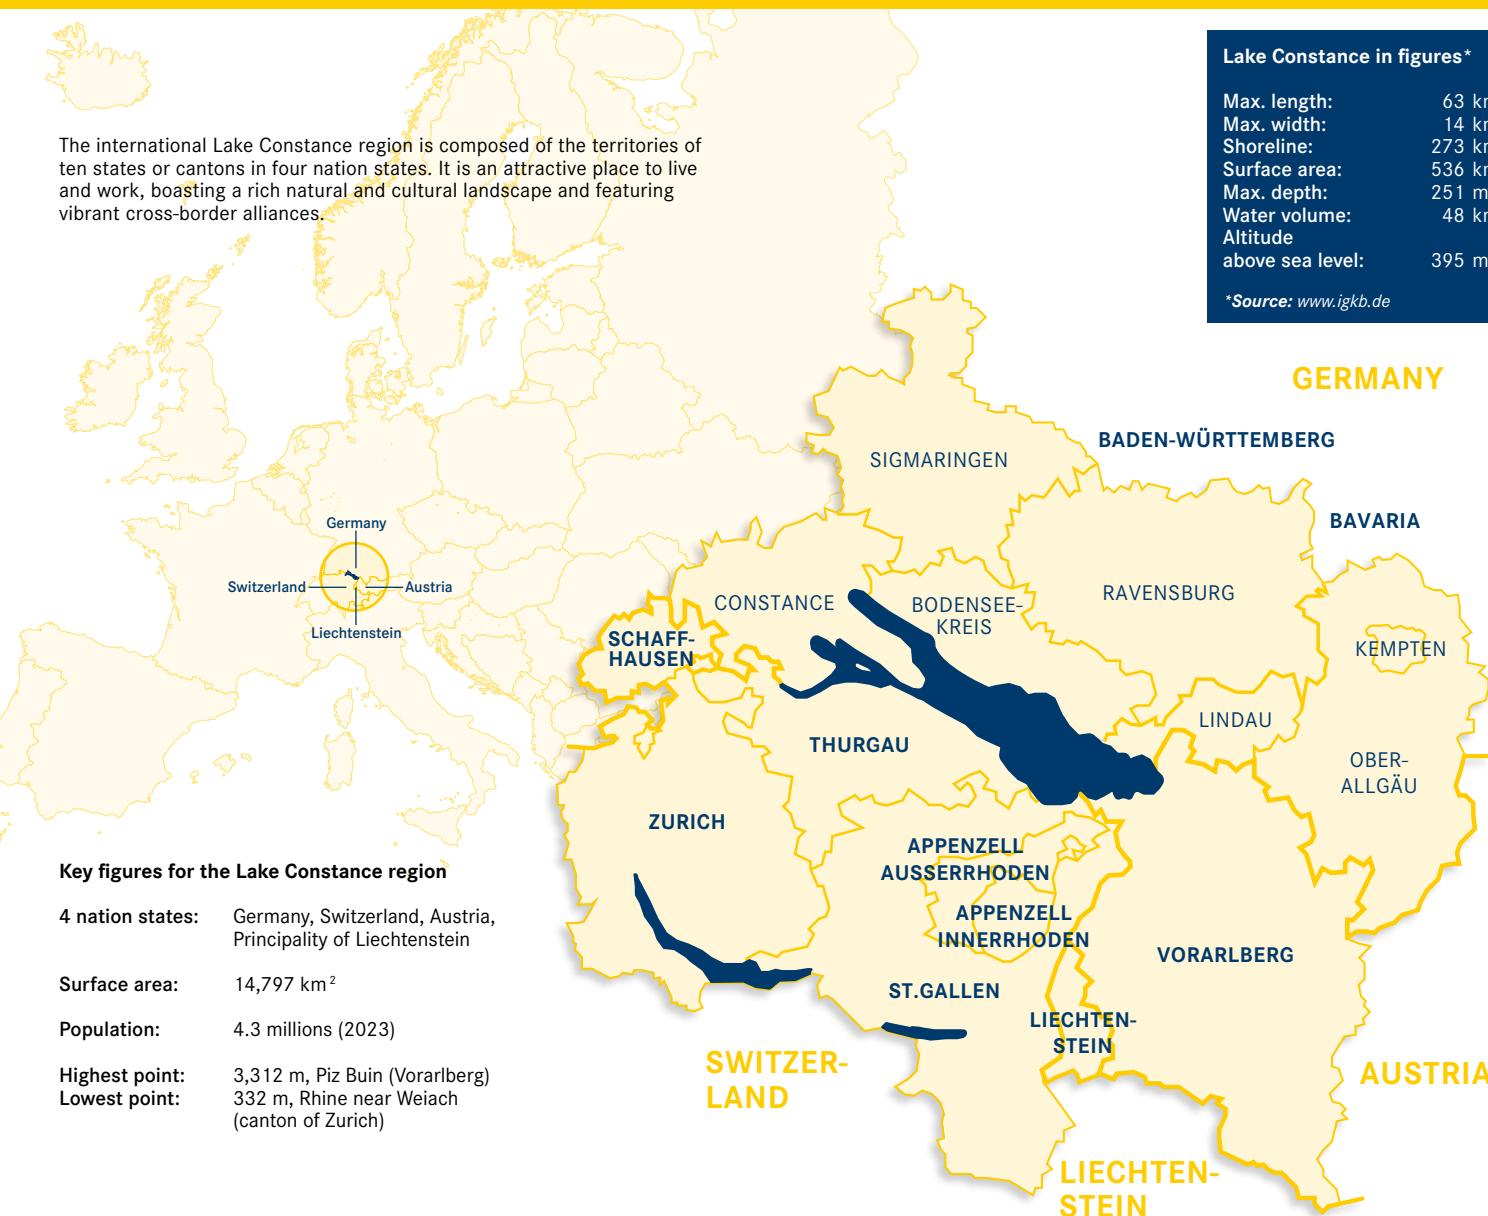 The international Lake Constance region is composed of the territories of
ten states or cantons in four nation states. It is an attractive place to live
and work, boasting a rich natural and cultural landscape and featuring
vibrant cross-border alliances.
Lake Constance in figures*
Max. length: 63 km
Max. width: 14 km
Shoreline: 273 km
Surface area: 536 km
Max. depth: 251 m
Water volume: 48 km
Altitude
above sea level: 395 m
*Source: www.igkb.de
GERMANY
BADEN-WÜRTTEMBERG
SIGMARINGEN
BAVARIA
Germany
Switzerland
Austria
Liechtenstein
CONSTANCE
BODENSEE-
KREIS
RAVENSBURG
SCHAFF-
HAUSEN
KEMPTEN
LINDAU
THURGAU
OBER-
ALLGÄU
ZURICH
APPENZELL
AUSSERRHODEN
APPENZELL
INNERRHODEN
VORARLBERG
ST.GALLEN
LIECHTEN-
STEIN
SWITZER-
LAND
AUSTRIA
LIECHTEN-
STEIN
Key figures for the Lake Constance region
4 nation states: Germany, Switzerland, Austria,
Principality of Liechtenstein
Surface area: 14,797 km²
Population: 4.3 millions (2023)
Highest point: 3,312 m, Piz Buin (Vorarlberg)
Lowest point: 332 m, Rhine near Weiach
(canton of Zurich)